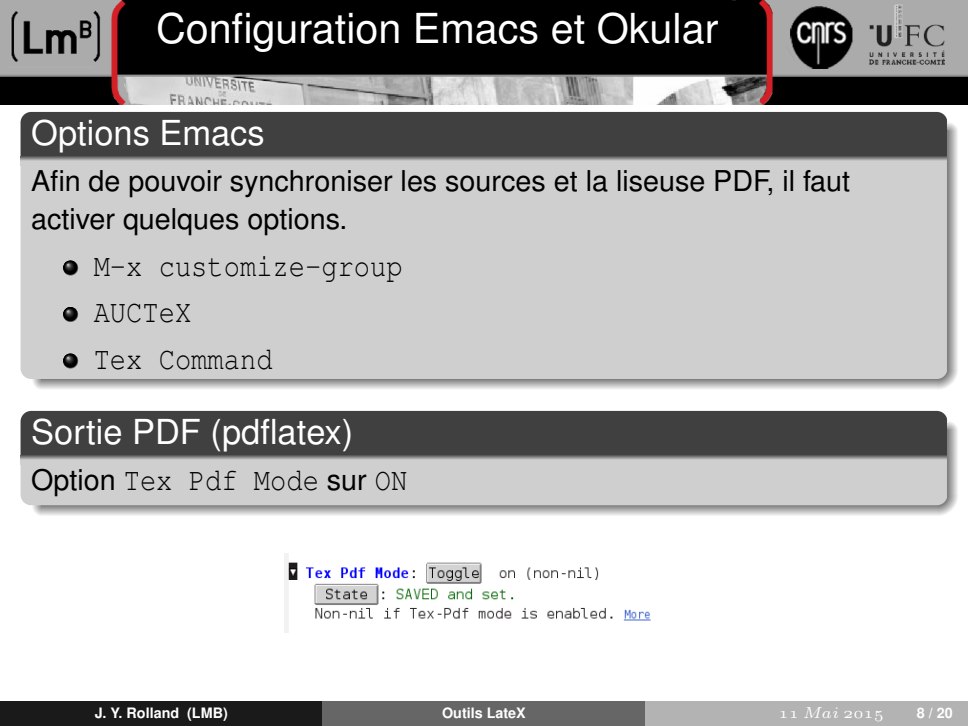 (Lmᴮ)
Configuration Emacs et Okular
cnrs
UFC
UNIVERSITÉ
DE FRANCHE-COMTÉ
UNIVERSITE
FRANCHE-COMTE
Options Emacs
Afin de pouvoir synchroniser les sources et la liseuse PDF, il faut
activer quelques options.
M-x customize-group
AUCTeX
Tex Command
Sortie PDF (pdflatex)
Option Tex Pdf Mode sur ON
Tex Pdf Mode: Toggle on (non-nil)
State : SAVED and set.
Non-nil if Tex-Pdf mode is enabled. More
J. Y. Rolland (LMB) Outils LateX 11 Mai 2015 8 / 20